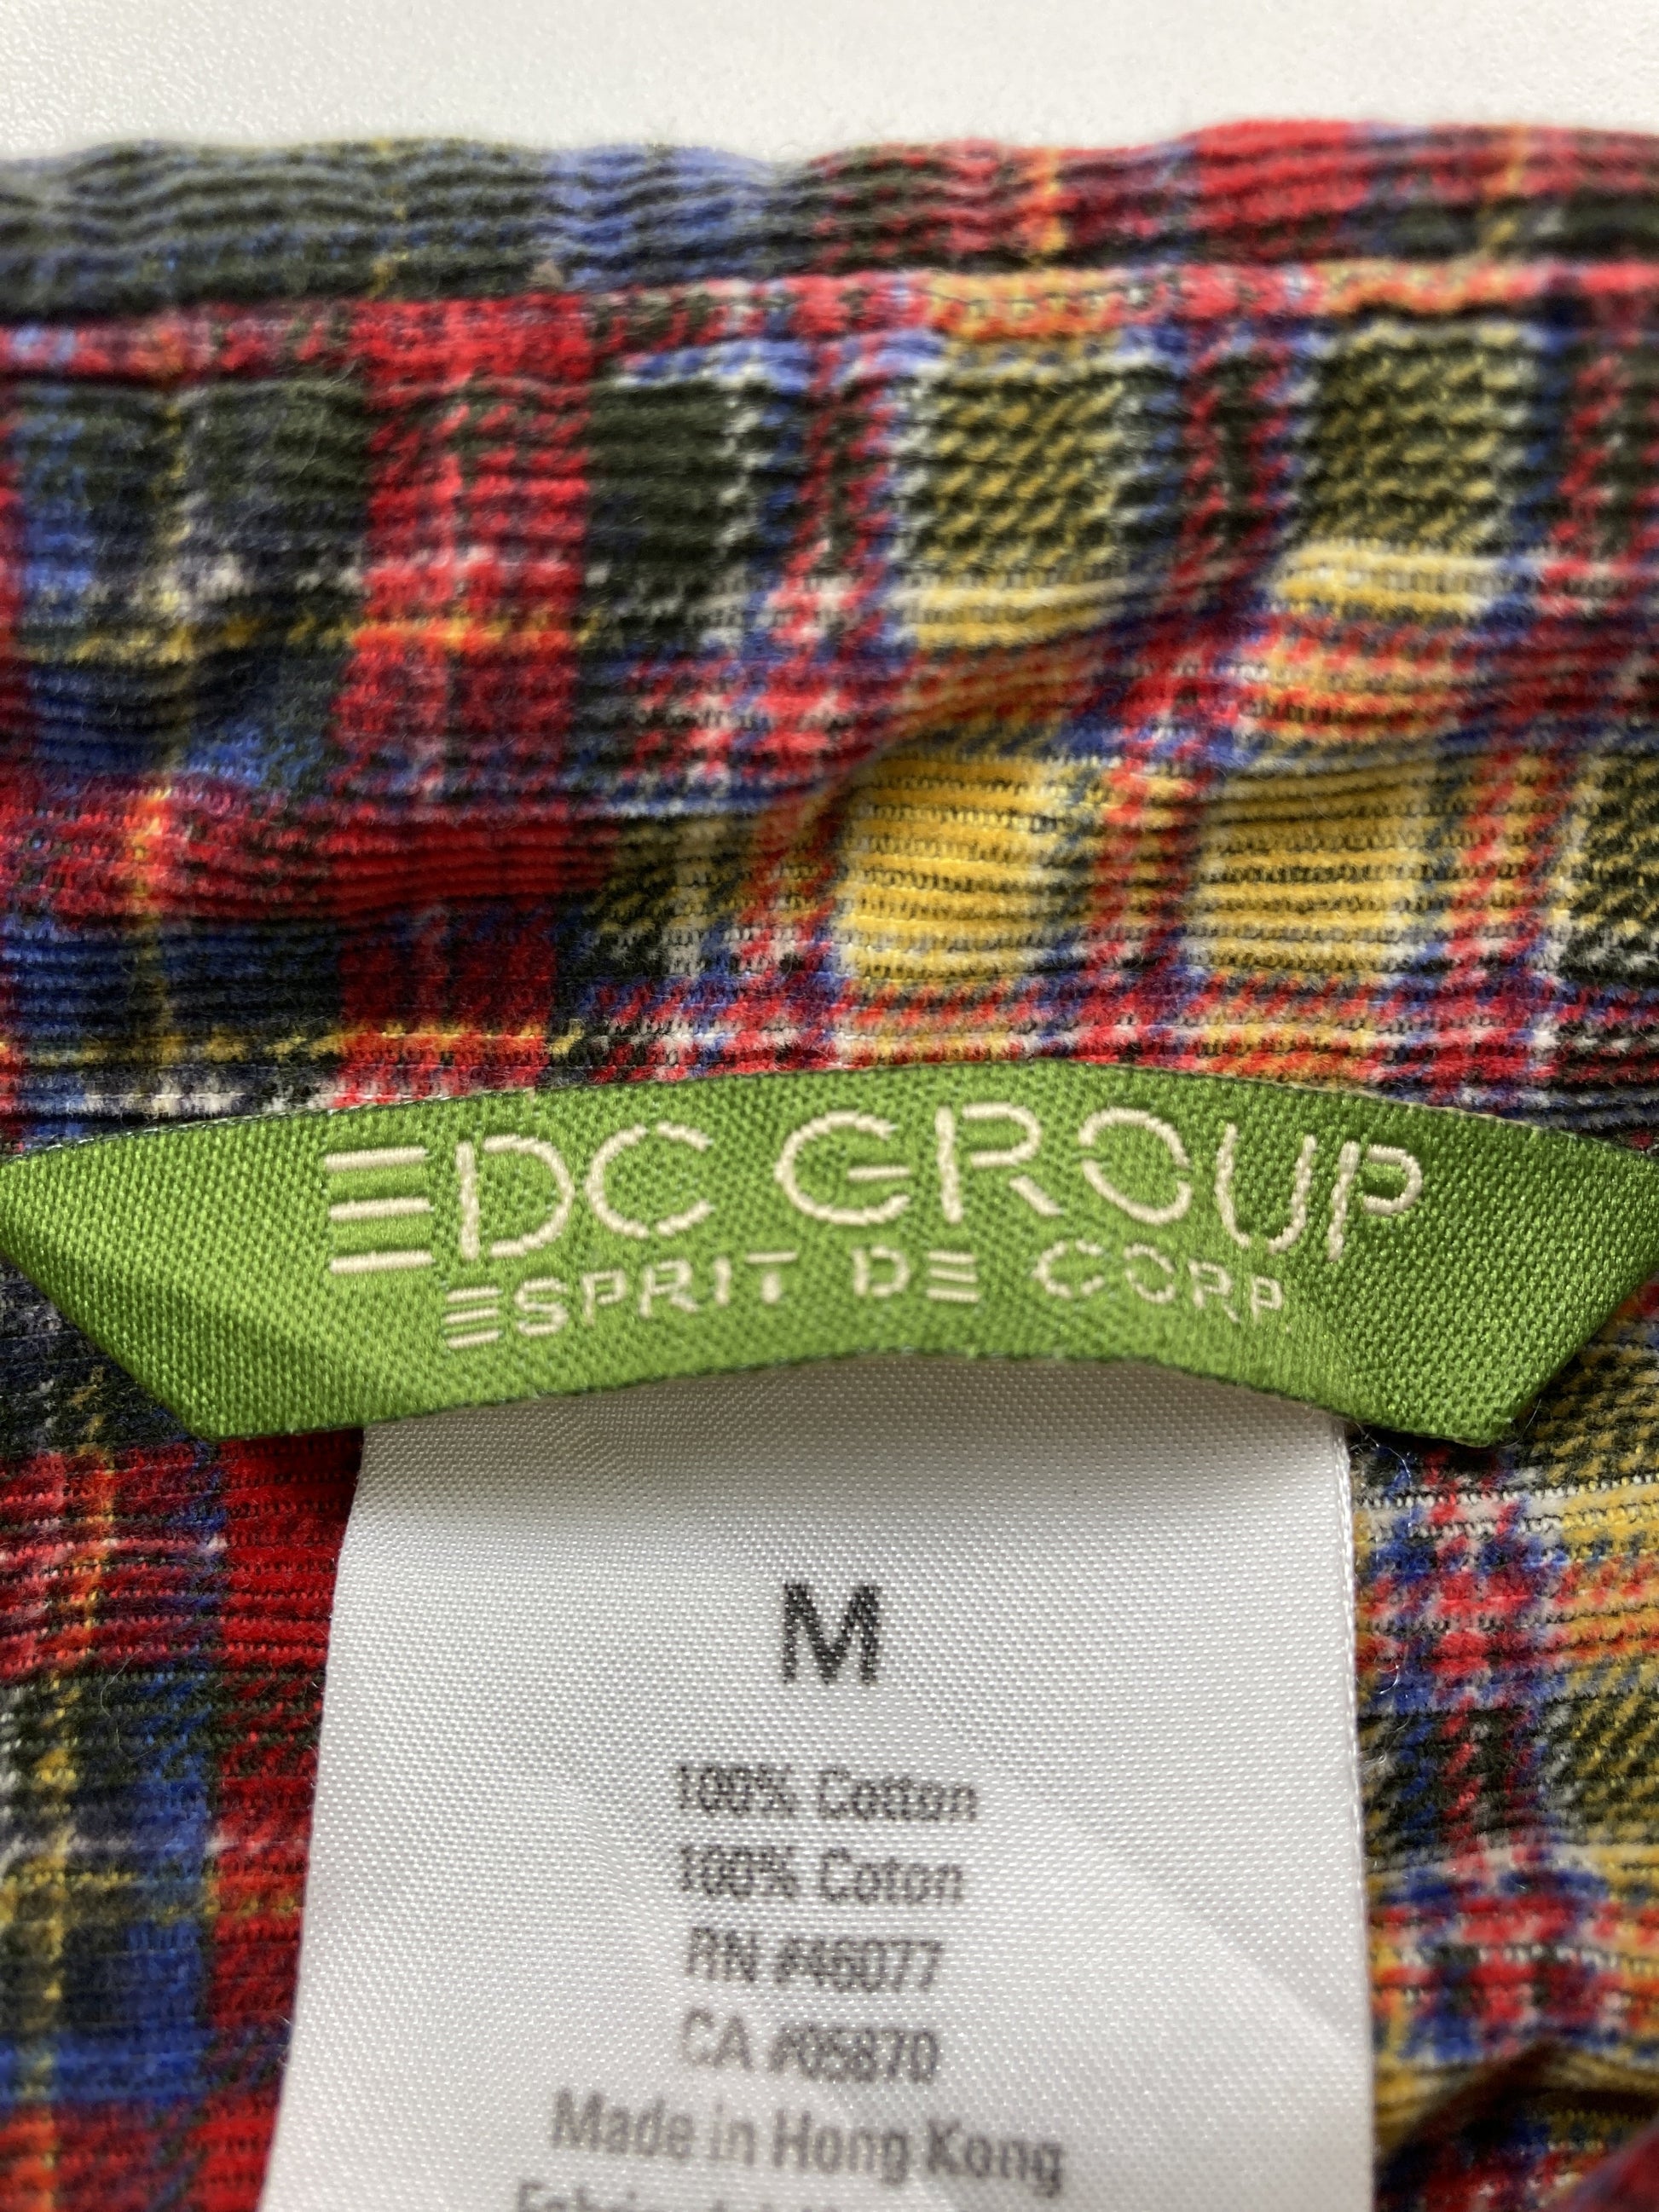 EDC GROUP
ESPRIT DE CORP
M
100% Cotton
100% Coton
RN #46077
CA #05870
Made in Hong Kong